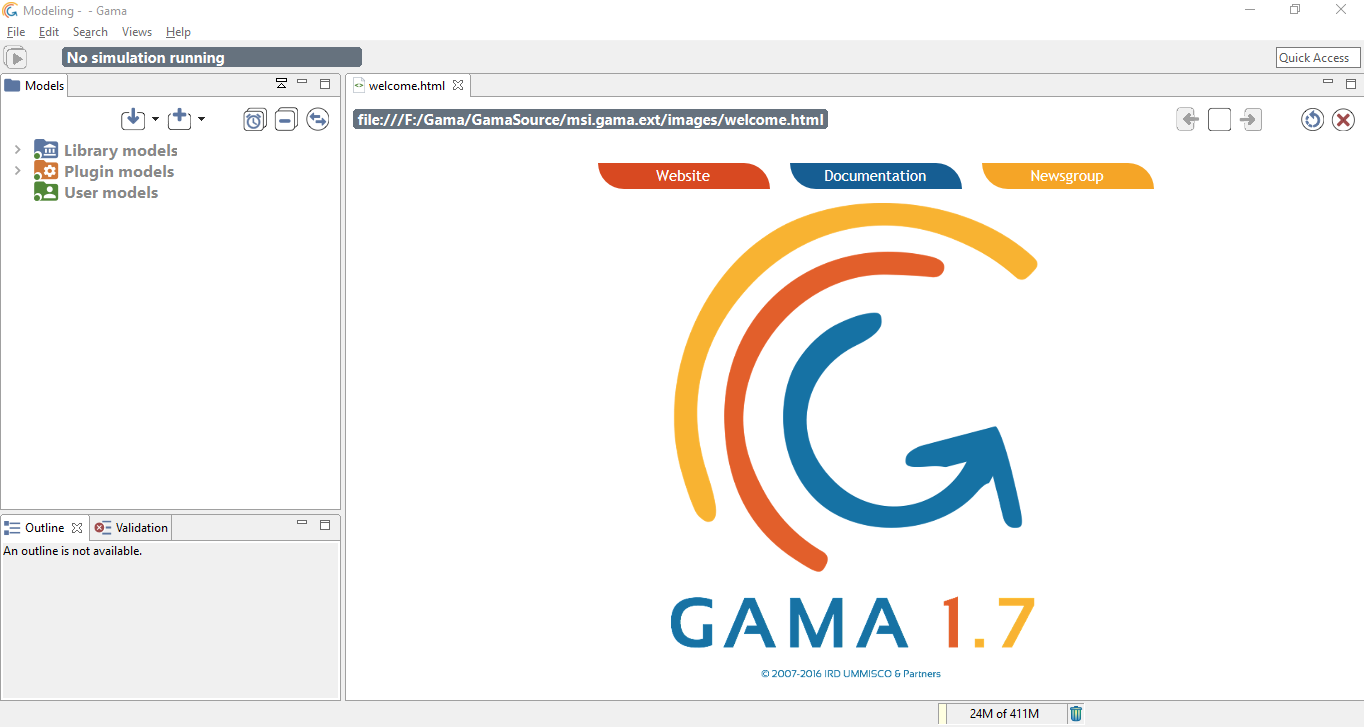 Modeling - - Gama
File Edit Search Views Help
No simulation running
Quick Access
Models
welcome.html
file:///F:/Gama/GamaSource/msi.gama.ext/images/welcome.html
Library models
Plugin models
User models
Website
Documentation
Newsgroup
Outline
Validation
An outline is not available.
GAMA 1.7
© 2007-2016 IRD UMMISCO & Partners
24M of 411M